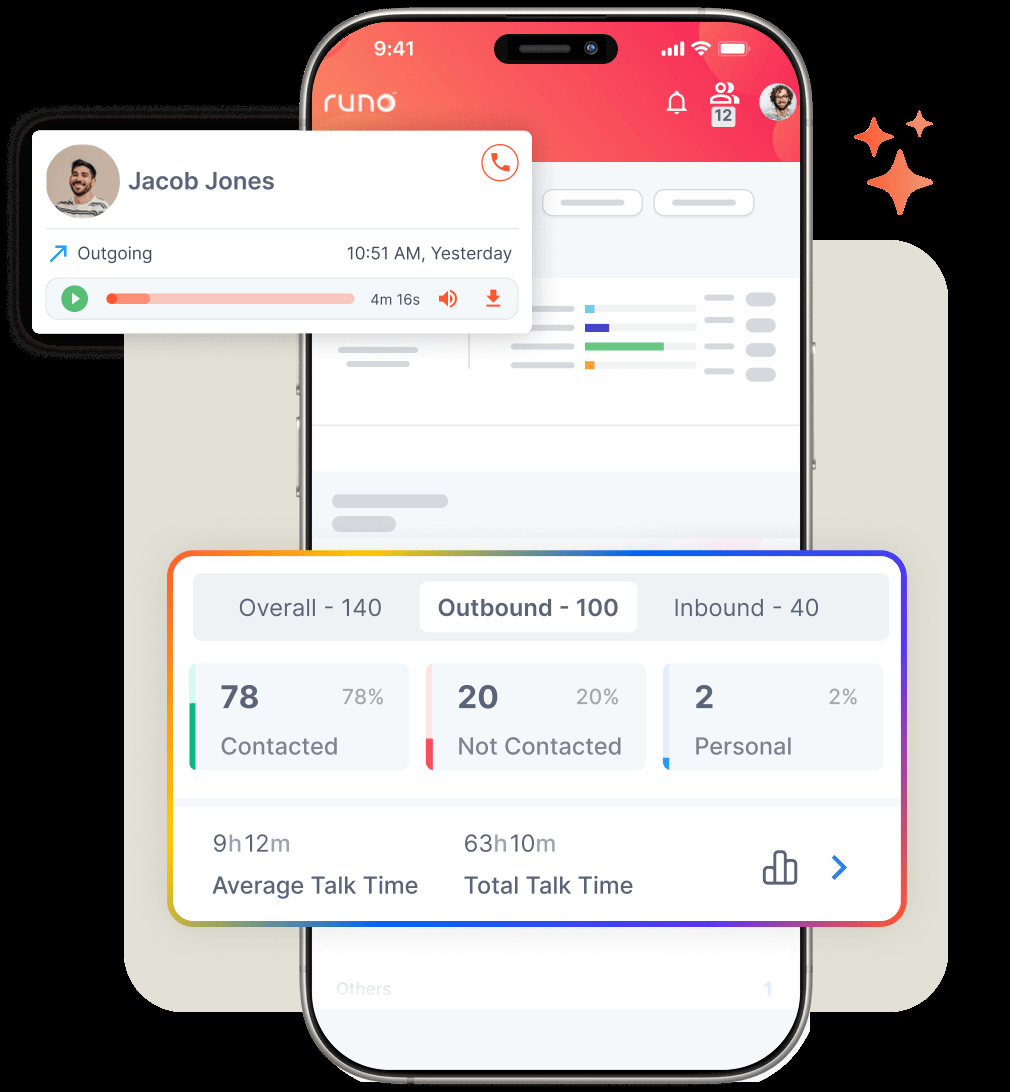 9:41
runo
12
Jacob Jones
Outgoing
10:51 AM, Yesterday
4m 16s
Overall - 140
Outbound - 100
Inbound - 40
78
78%
Contacted
20
20%
Not Contacted
2
2%
Personal
9h12m
63h10m
Average Talk Time
Total Talk Time
Others
1